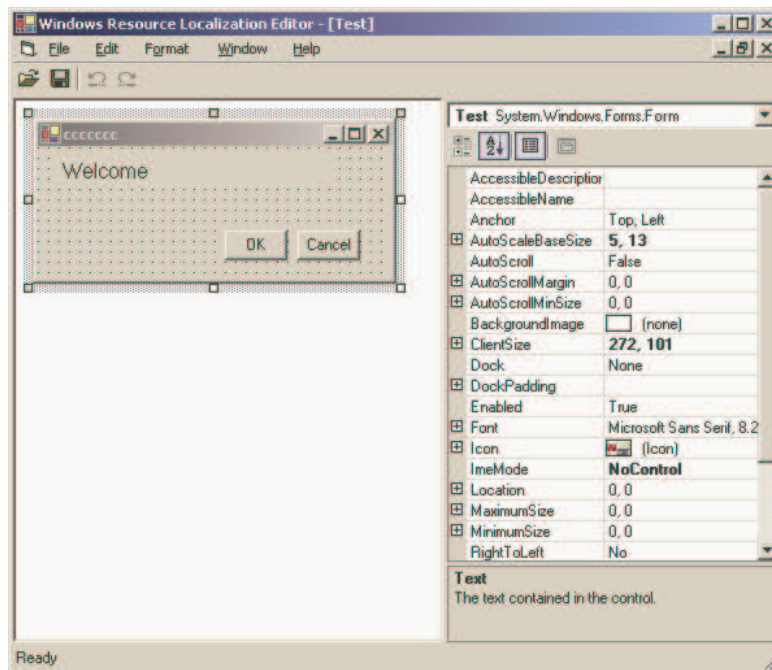 Windows Resource Localization Editor - [Test]
File Edit Format Window Help
ccccccc
Welcome
OK Cancel
Test System.Windows.Forms.Form
AccessibleDescription
AccessibleName
Anchor Top, Left
AutoScaleBaseSize 5, 13
AutoScroll False
AutoScrollMargin 0, 0
AutoScrollMinSize 0, 0
BackgroundImage (none)
ClientSize 272, 101
Dock None
DockPadding
Enabled True
Font Microsoft Sans Serif, 8.2
Icon (Icon)
ImeMode NoControl
Location 0, 0
MaximumSize 0, 0
MinimumSize 0, 0
RightToLeft No
Text
The text contained in the control.
Ready